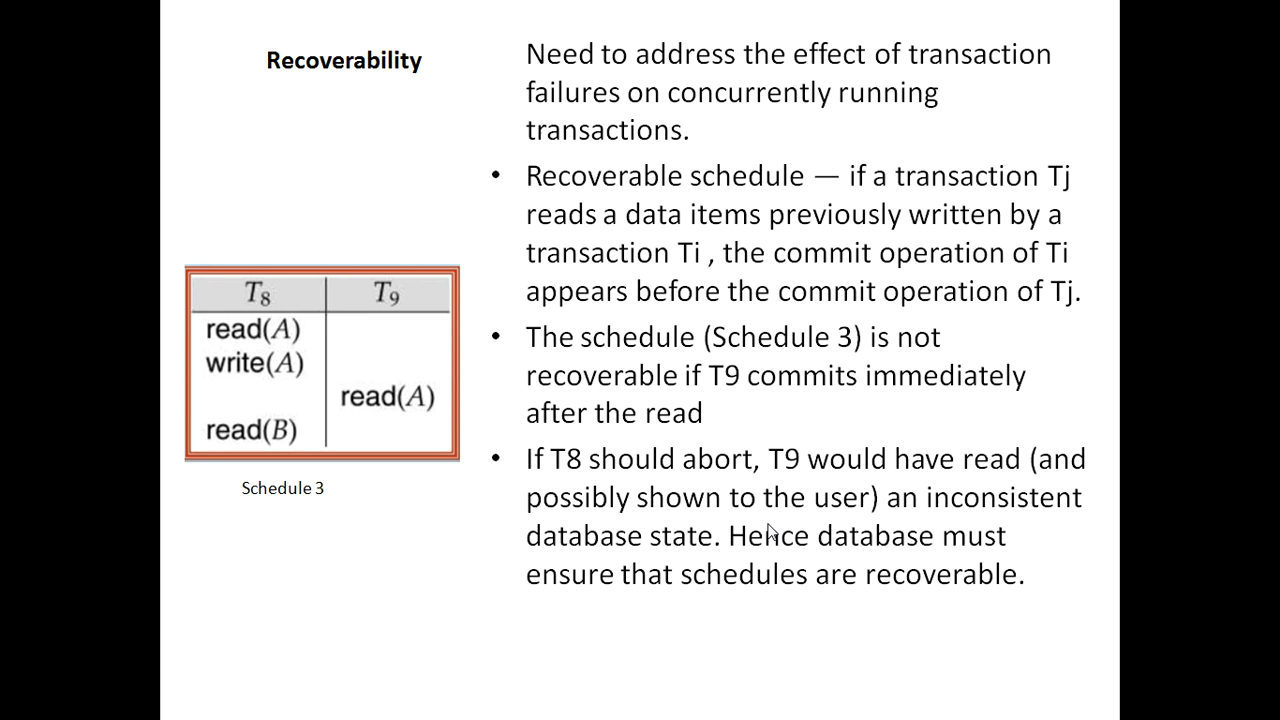 Recoverability
Need to address the effect of transaction
failures on concurrently running
transactions.
• Recoverable schedule — if a transaction Tj
reads a data items previously written by a
transaction Ti , the commit operation of Ti
appears before the commit operation of Tj.
• The schedule (Schedule 3) is not
recoverable if T9 commits immediately
after the read
• If T8 should abort, T9 would have read (and
possibly shown to the user) an inconsistent
database state. Hence database must
ensure that schedules are recoverable.
T8 T9
read(A)
write(A)
read(A)
read(B)
Schedule 3